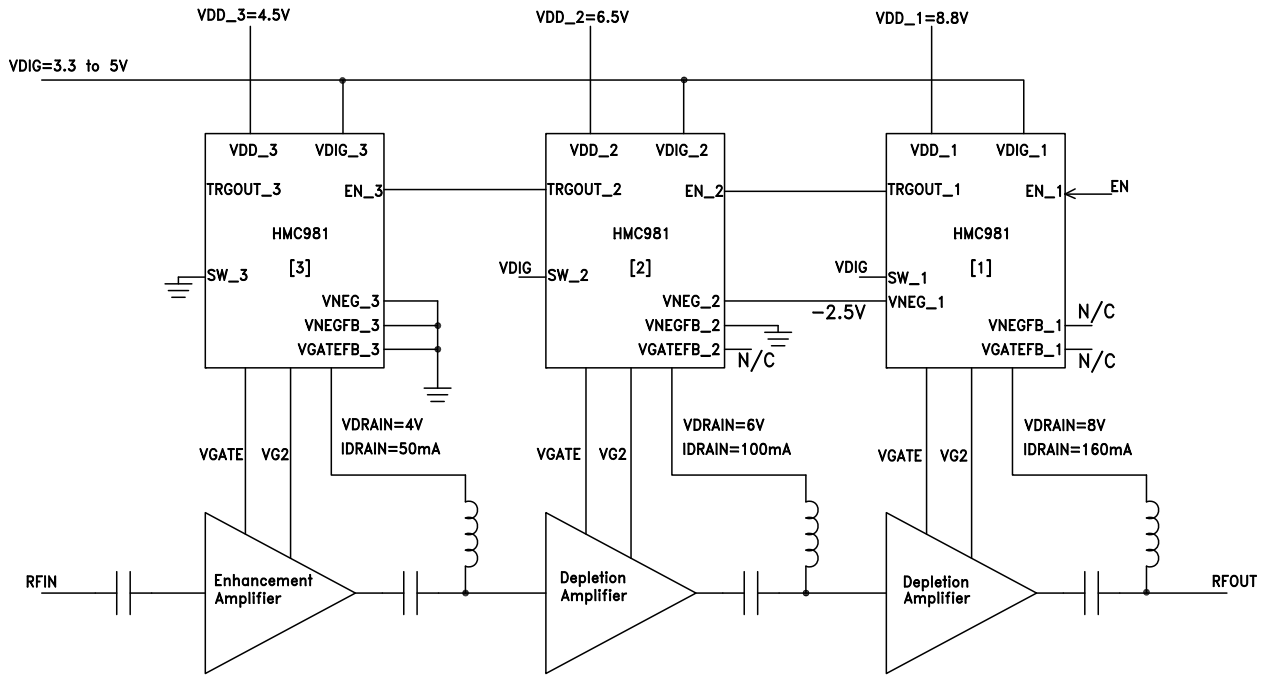 VDD_3=4.5V
VDD_2=6.5V
VDD_1=8.8V
VDIG=3.3 to 5V
VDD_3
VDIG_3
TRGOUT_3
EN_3
HMC981
[3]
SW_3
VNEG_3
VNEGFB_3
VGATEFB_3
VDD_2
VDIG_2
TRGOUT_2
EN_2
HMC981
[2]
VDIG
SW_2
VNEG_2
VNEGFB_2
VGATEFB_2
N/C
VDD_1
VDIG_1
TRGOUT_1
EN_1
EN
HMC981
[1]
VDIG
SW_1
VNEG_1
-2.5V
VNEGFB_1
N/C
VGATEFB_1
N/C
VGATE
VG2
VDRAIN=4V
IDRAIN=50mA
VGATE
VG2
VDRAIN=6V
IDRAIN=100mA
VGATE
VG2
VDRAIN=8V
IDRAIN=160mA
RFIN
Enhancement
Amplifier
Depletion
Amplifier
Depletion
Amplifier
RFOUT